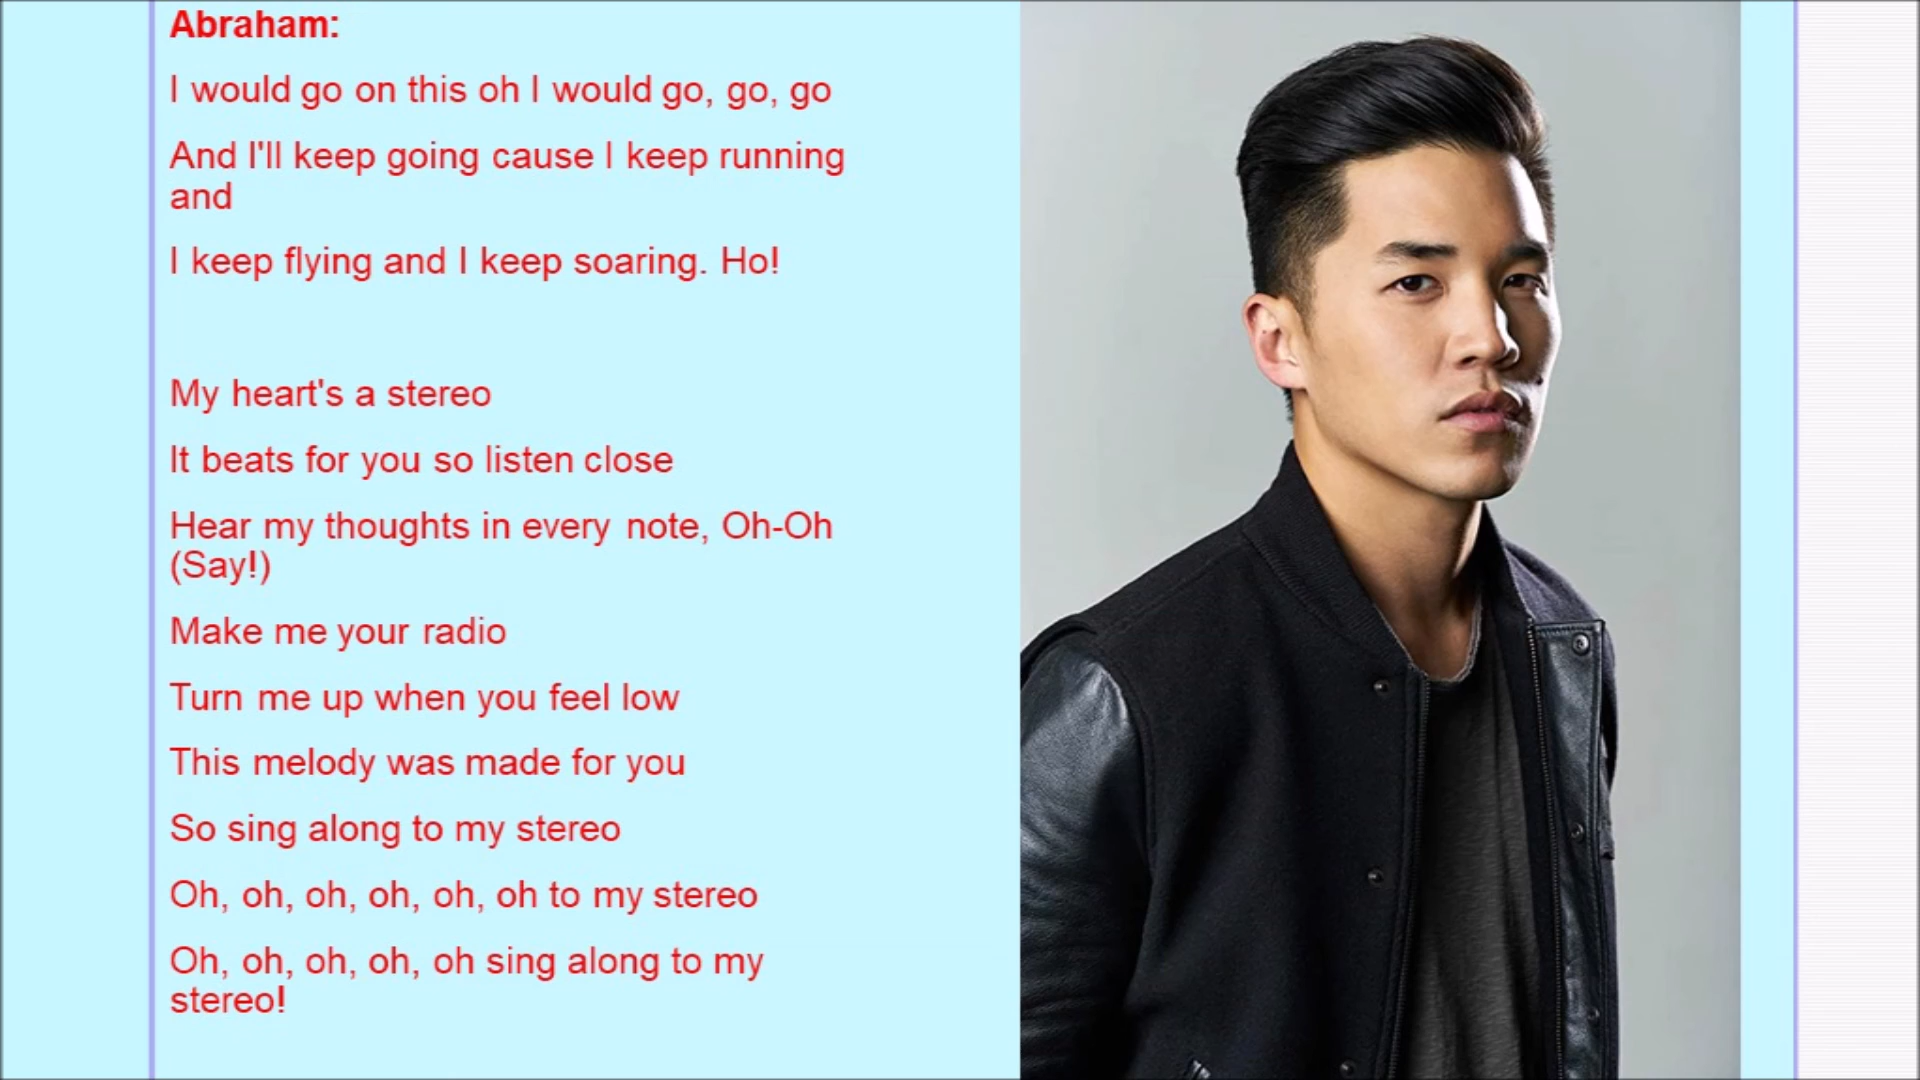 Abraham:
I would go on this oh I would go, go, go
And I'll keep going cause I keep running
and
I keep flying and I keep soaring. Ho!
My heart's a stereo
It beats for you so listen close
Hear my thoughts in every note, Oh-Oh
(Say!)
Make me your radio
Turn me up when you feel low
This melody was made for you
So sing along to my stereo
Oh, oh, oh, oh, oh, oh to my stereo
Oh, oh, oh, oh, oh sing along to my
stereo!